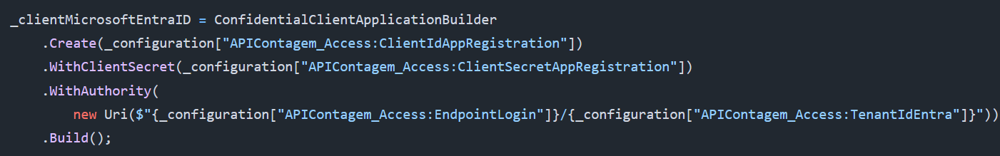 _clientMicrosoftEntraID = ConfidentialClientApplicationBuilder
.Create(_configuration["APIContagem_Access:ClientIdAppRegistration"])
.WithClientSecret(_configuration["APIContagem_Access:ClientSecretAppRegistration"])
.WithAuthority(
new Uri($"{_configuration["APIContagem_Access:EndpointLogin"]}/{_configuration["APIContagem_Access:TenantIdEntra"]}"))
.Build();